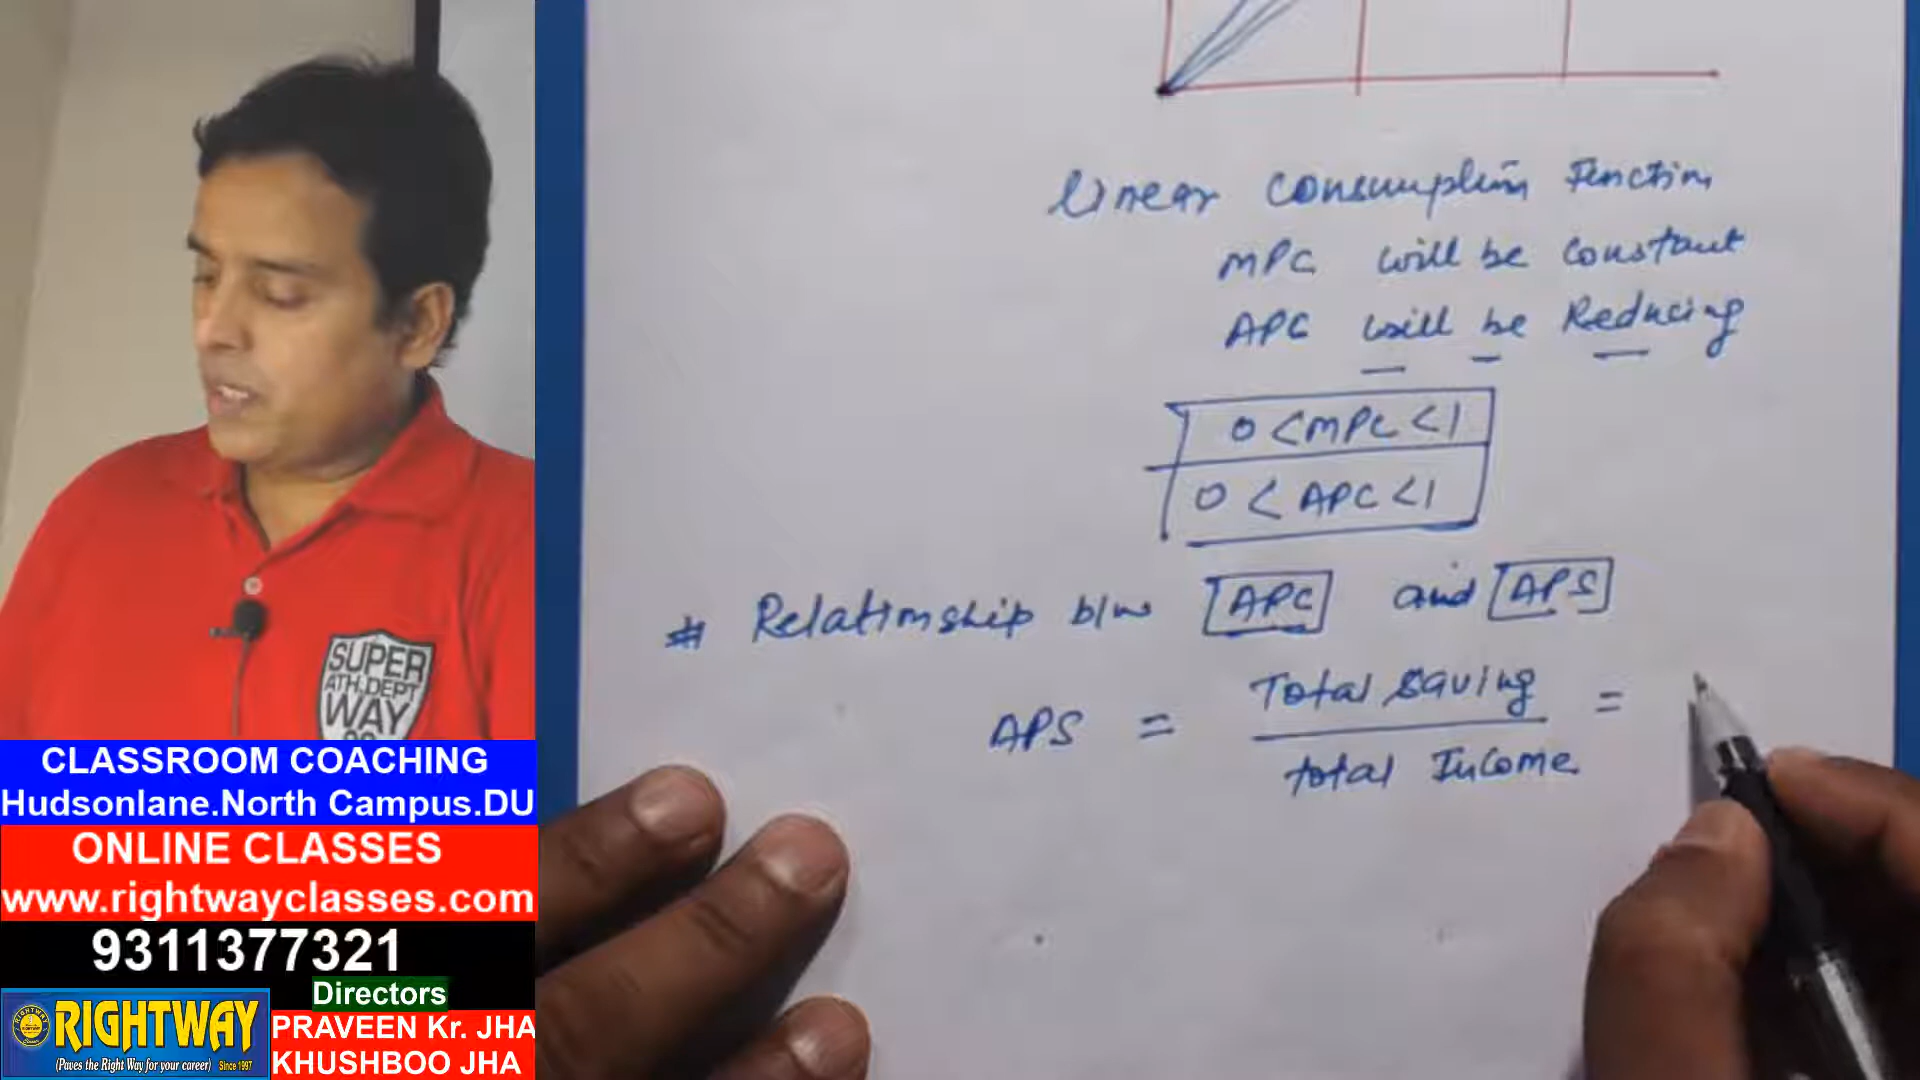 Linear Consumption Function
MPC will be Constant
APC will be Reducing
0 < MPC < 1
0 < APC < 1
# Relationship b/w APC and APS
APS = Total Saving / total Income =
SUPER
ATH.DEPT
WAY
CLASSROOM COACHING
Hudsonlane.North Campus.DU
ONLINE CLASSES
www.rightwayclasses.com
9311377321
Directors
RIGHTWAY
(Paves the Right Way for your career) Since 1997
PRAVEEN Kr. JHA
KHUSHBOO JHA